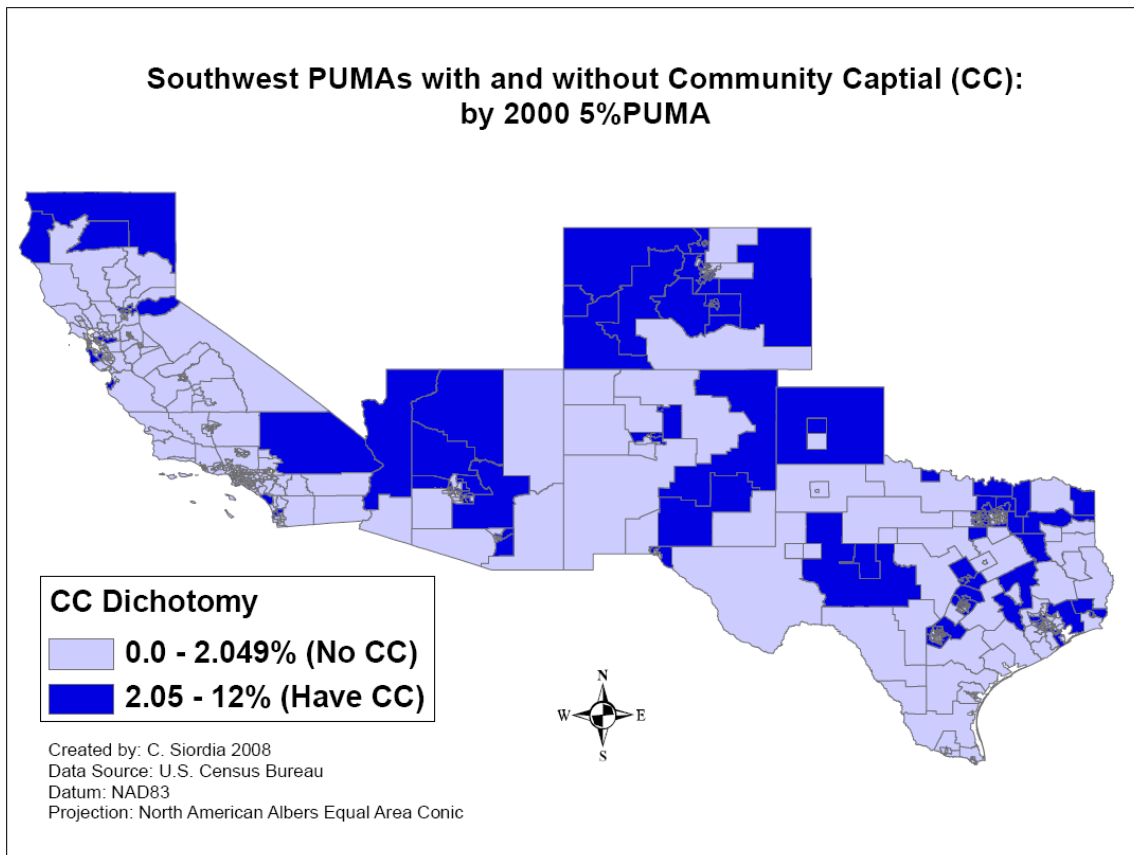 Southwest PUMAs with and without Community Captial (CC):
by 2000 5%PUMA
CC Dichotomy
0.0 - 2.049% (No CC)
2.05 - 12% (Have CC)
N
W E
S
Created by: C. Siordia 2008
Data Source: U.S. Census Bureau
Datum: NAD83
Projection: North American Albers Equal Area Conic